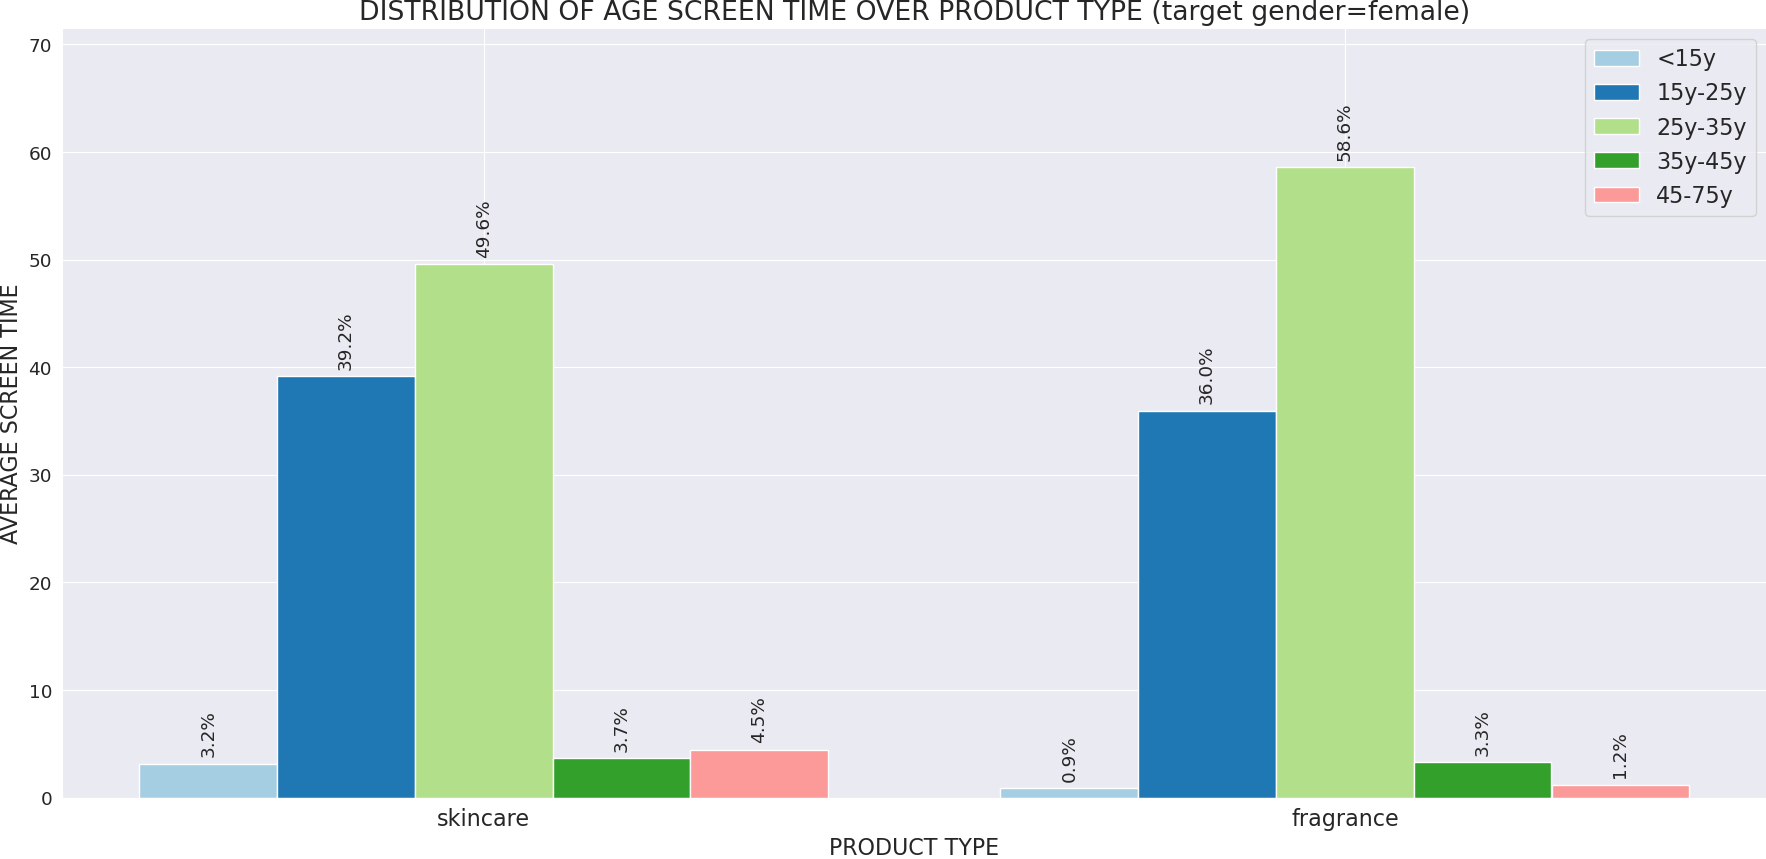 DISTRIBUTION OF AGE SCREEN TIME OVER PRODUCT TYPE (target gender=female)
AVERAGE SCREEN TIME
70
60
50
40
30
20
10
0
3.2%
39.2%
49.6%
3.7%
4.5%
0.9%
36.0%
58.6%
3.3%
1.2%
<15y
15y-25y
25y-35y
35y-45y
45-75y
skincare
fragrance
PRODUCT TYPE